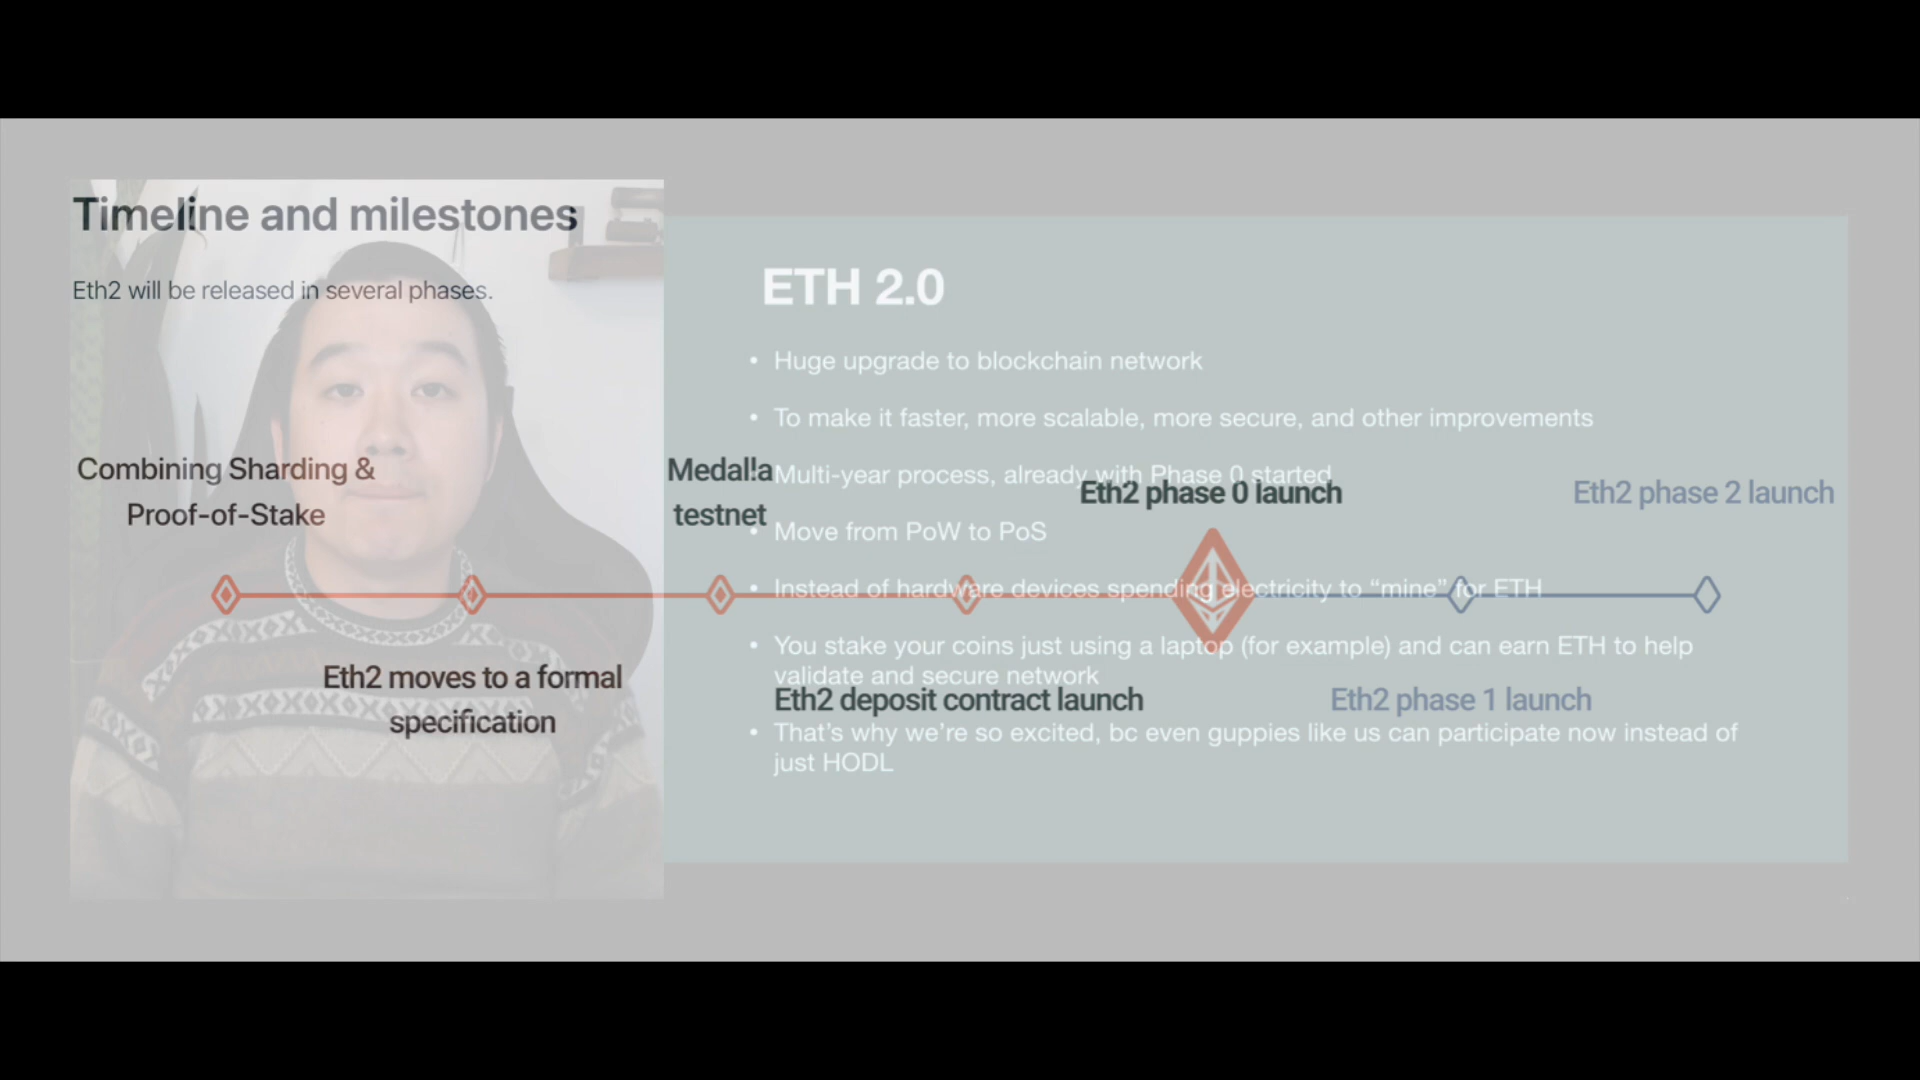 Timeline and milestones
Eth2 will be released in several phases.
Combining Sharding &
Proof-of-Stake
Eth2 moves to a formal
specification
Medalla
testnet
Eth2 deposit contract launch
Eth2 phase 0 launch
Eth2 phase 1 launch
Eth2 phase 2 launch
ETH 2.0
• Huge upgrade to blockchain network
• To make it faster, more scalable, more secure, and other improvements
• Multi-year process, already with Phase 0 started
• Move from PoW to PoS
• Instead of hardware devices spending electricity to “mine” for ETH
• You stake your coins just using a laptop (for example) and can earn ETH to help
validate and secure network
• That’s why we’re so excited, bc even guppies like us can participate now instead of
just HODL